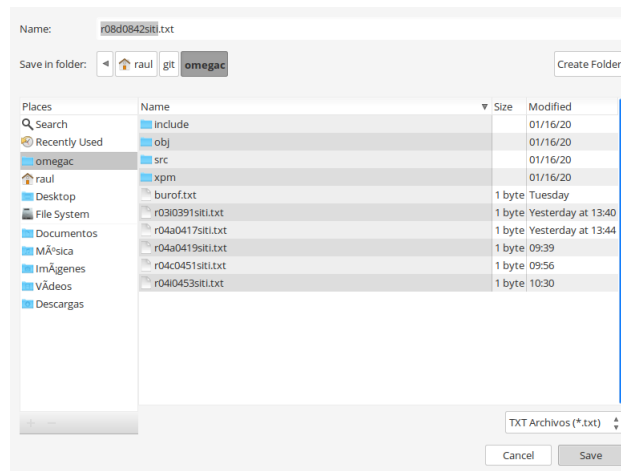 Name: r08d0842siti.txt
Save in folder: raul git omegac Create Folder
Places Name Size Modified
Search include 01/16/20
Recently Used obj 01/16/20
omegac src 01/16/20
raul xpm 01/16/20
Desktop burof.txt 1 byte Tuesday
File System r03i0391siti.txt 1 byte Yesterday at 13:40
Documentos r04a0417siti.txt 1 byte Yesterday at 13:44
MÃºsica r04a0419siti.txt 1 byte 09:39
ImÃ¡genes r04c0451siti.txt 1 byte 09:56
VÃdeos r04i0453siti.txt 1 byte 10:30
Descargas
TXT Archivos (*.txt)
Cancel Save